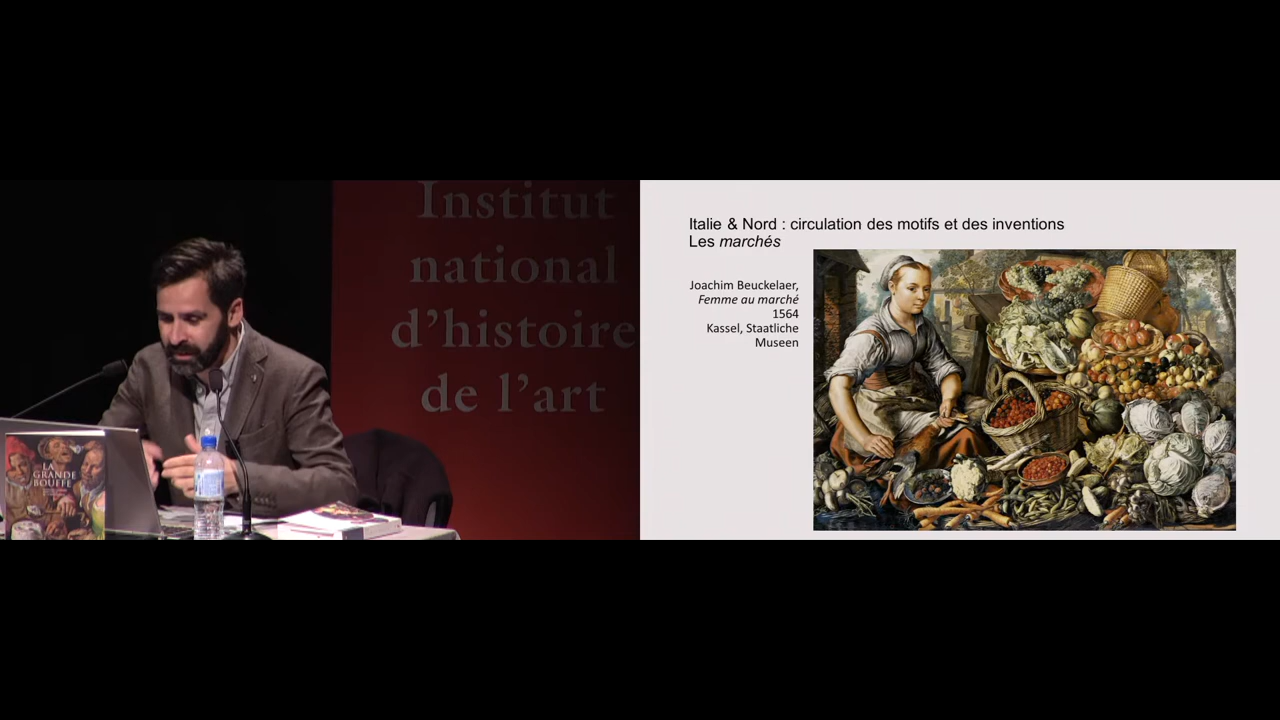 Institut
national
d'histoire
de l'art
LA
GRANDE
BOUFFE
Italie & Nord : circulation des motifs et des inventions
Les marchés
Joachim Beuckelaer,
Femme au marché
1564
Kassel, Staatliche
Museen